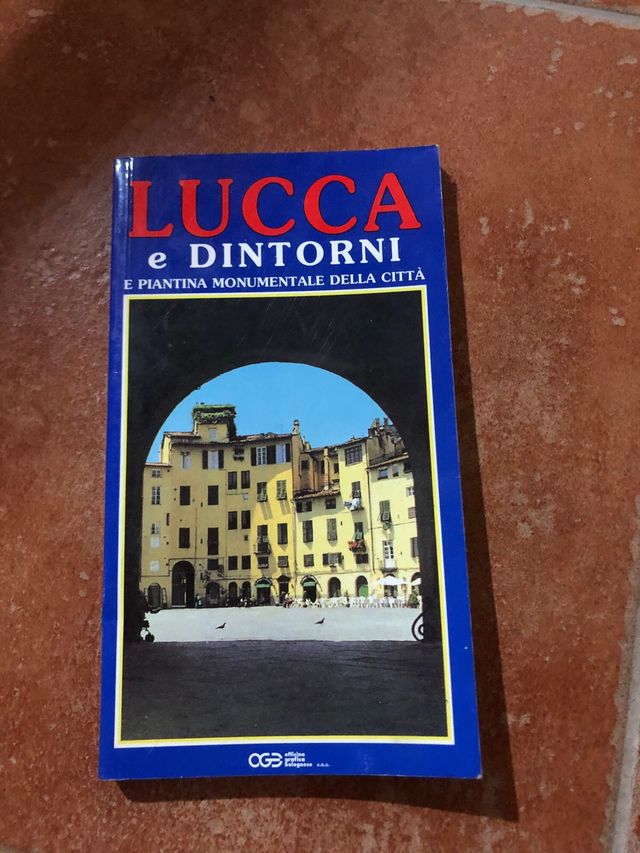 LUCCA
e DINTORNI
E PIANTINA MONUMENTALE DELLA CITTÀ
OGB officina
grafica
bolognese s.n.c.